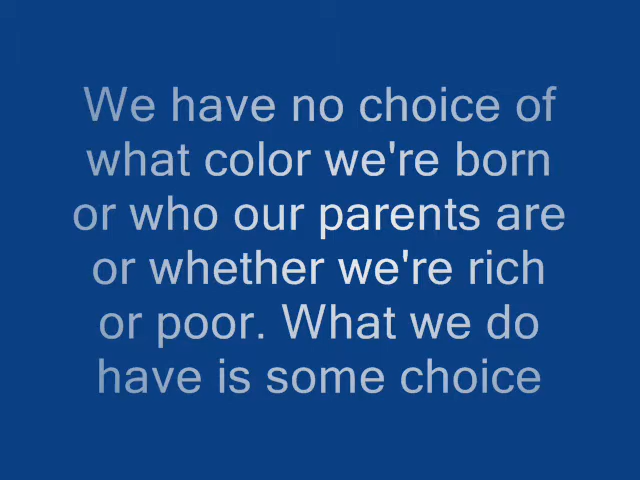 We have no choice of
what color we're born
or who our parents are
or whether we're rich
or poor. What we do
have is some choice